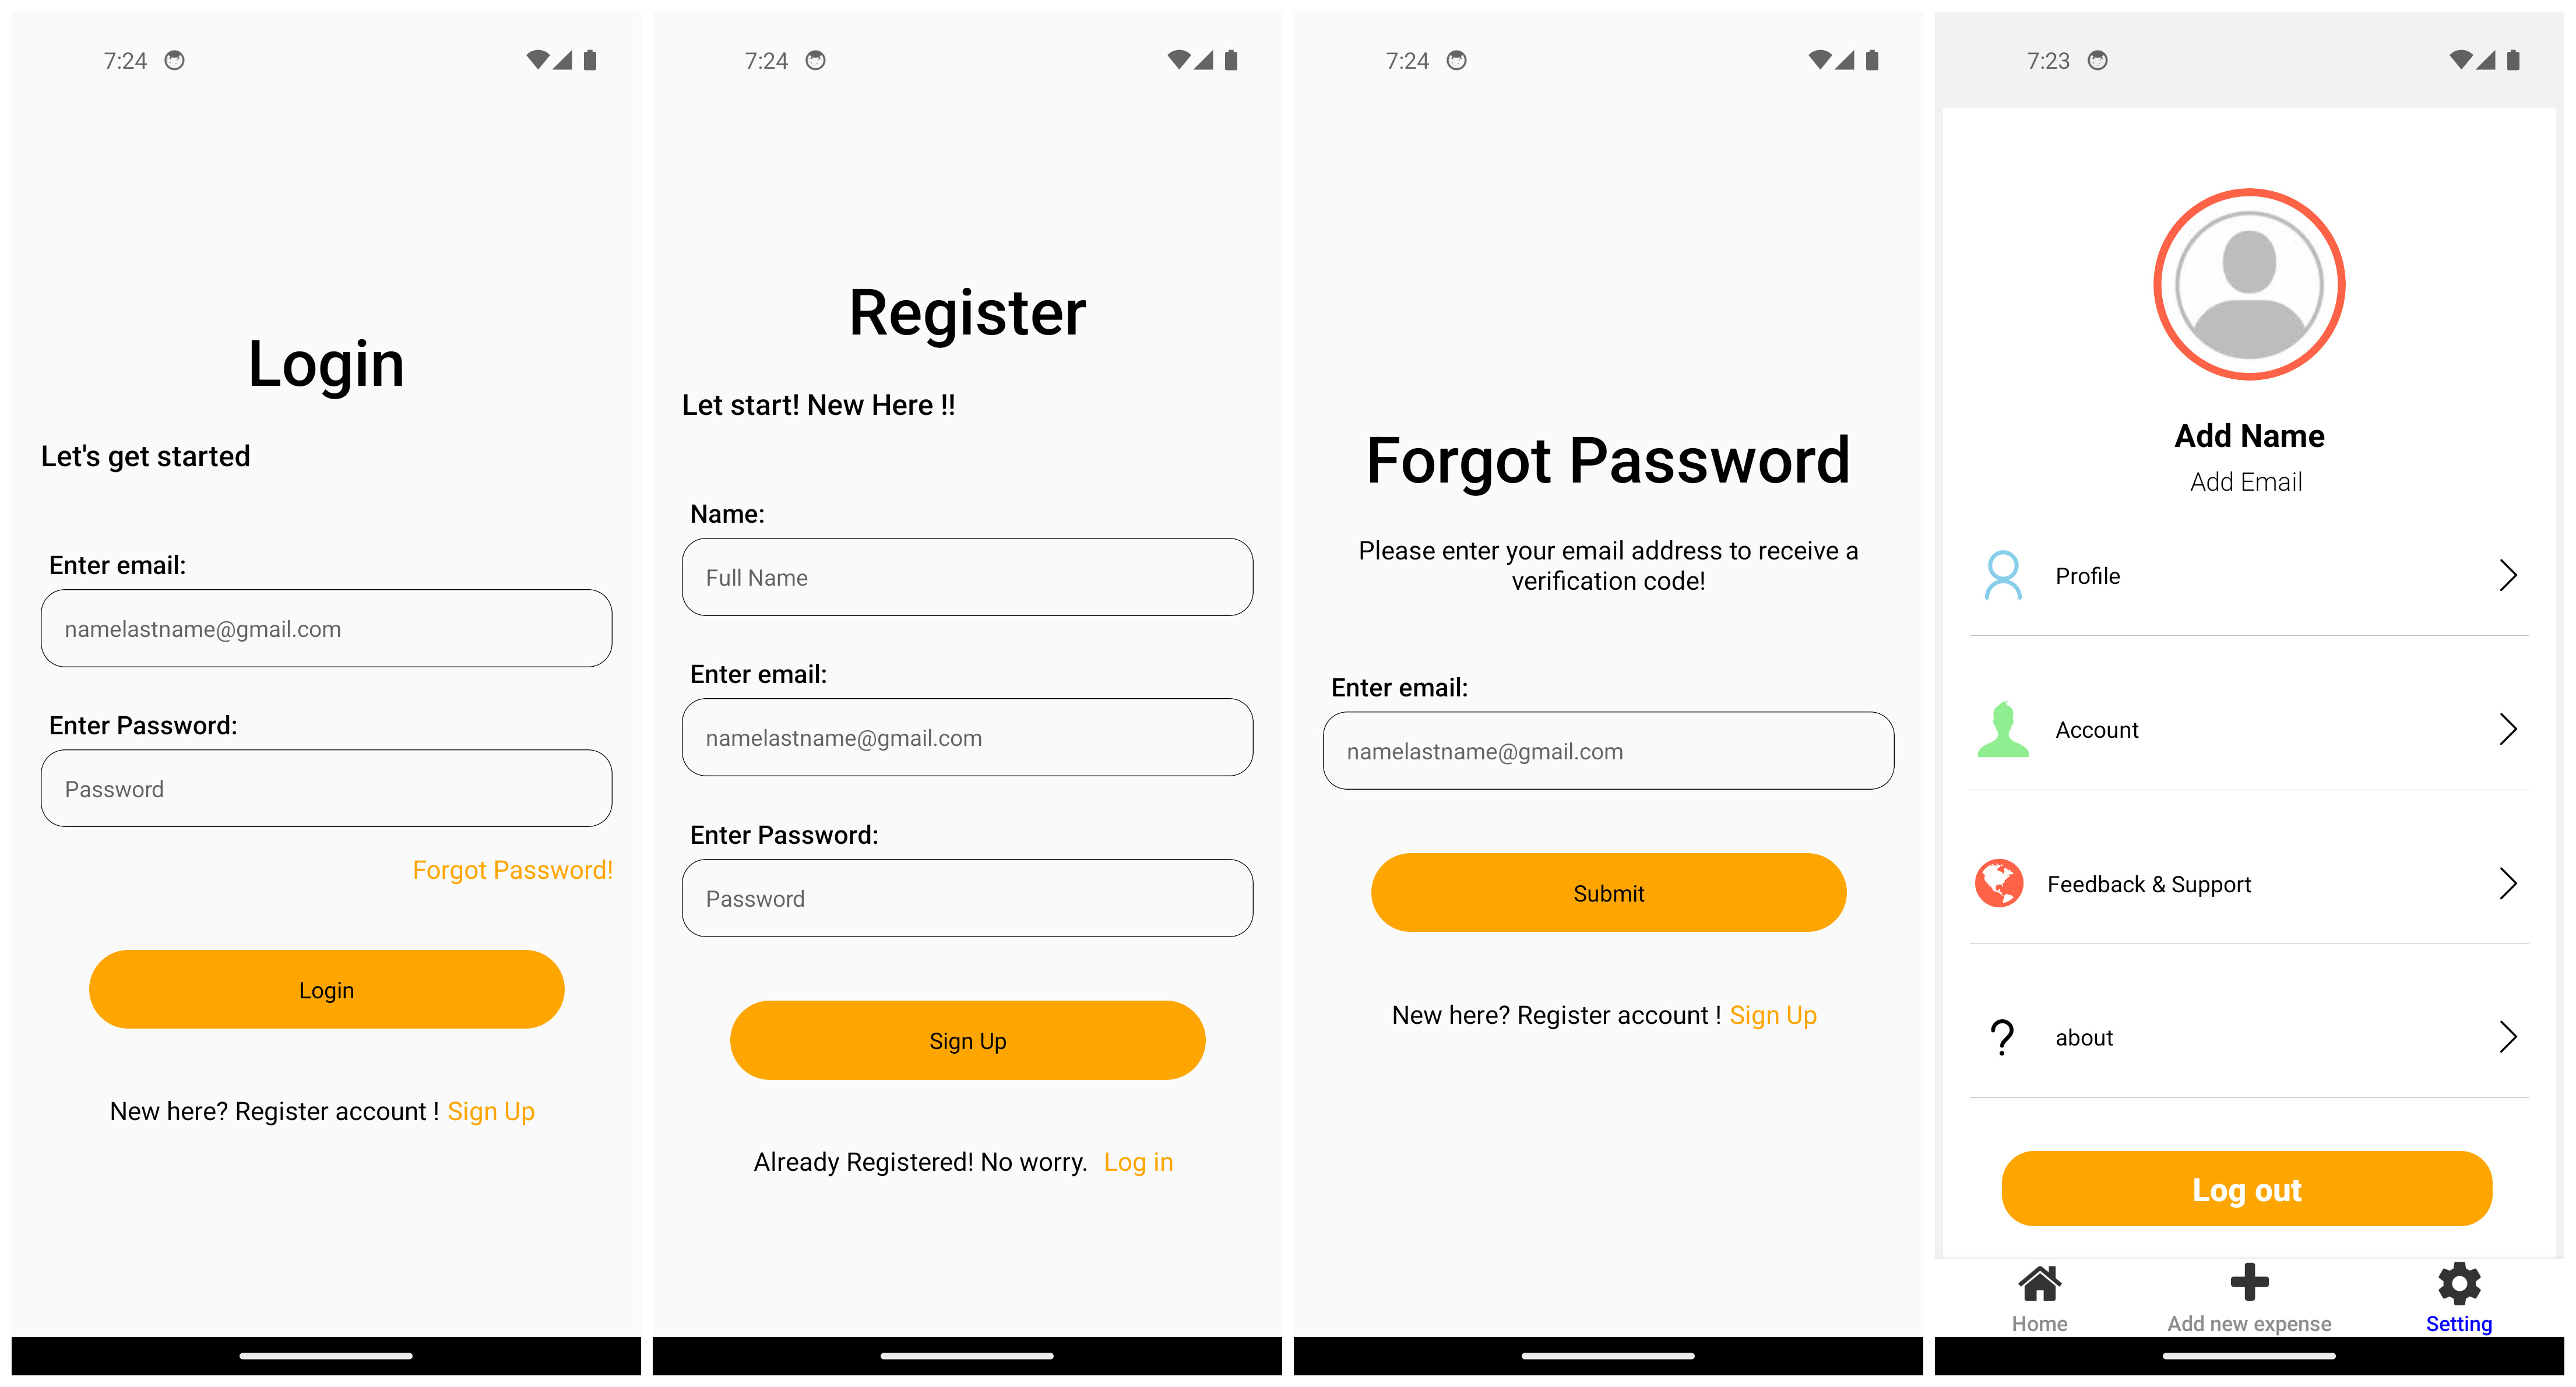 7:24
Login
Let's get started
Enter email:
namelastname@gmail.com
Enter Password:
Password
Forgot Password!
Login
New here? Register account ! Sign Up
7:24
Register
Let start! New Here !!
Name:
Full Name
Enter email:
namelastname@gmail.com
Enter Password:
Password
Sign Up
Already Registered! No worry. Log in
7:24
Forgot Password
Please enter your email address to receive a
verification code!
Enter email:
namelastname@gmail.com
Submit
New here? Register account ! Sign Up
7:23
Add Name
Add Email
Profile
Account
Feedback & Support
about
Log out
Home
Add new expense
Setting